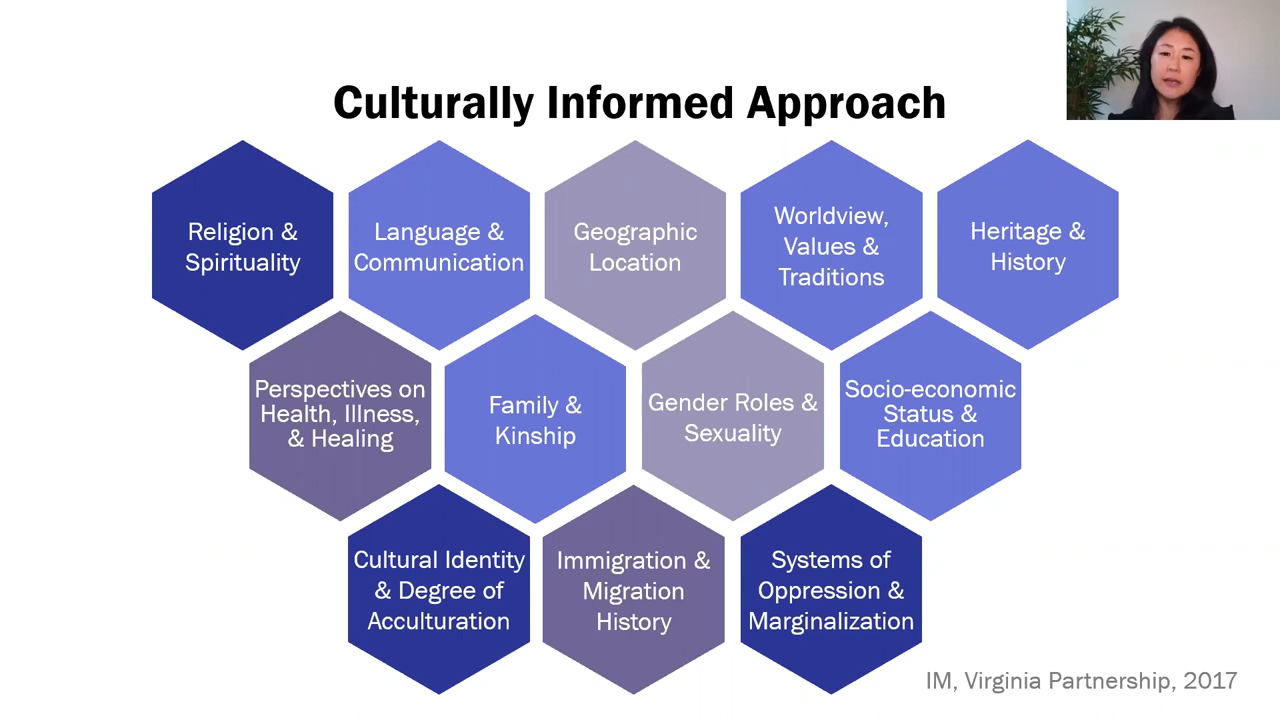 Culturally Informed Approach
Religion &
Spirituality
Language &
Communication
Geographic
Location
Worldview,
Values &
Traditions
Heritage &
History
Perspectives on
Health, Illness,
& Healing
Family &
Kinship
Gender Roles &
Sexuality
Socio-economic
Status &
Education
Cultural Identity
& Degree of
Acculturation
Immigration &
Migration
History
Systems of
Oppression &
Marginalization
IM, Virginia Partnership, 2017